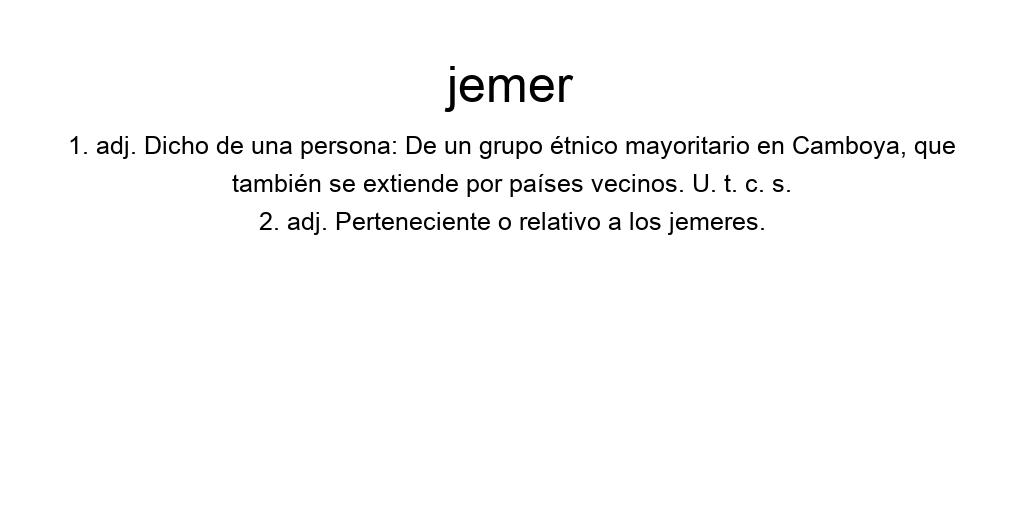 jemer
1. adj. Dicho de una persona: De un grupo étnico mayoritario en Camboya, que
también se extiende por países vecinos. U. t. c. s.
2. adj. Perteneciente o relativo a los jemeres.